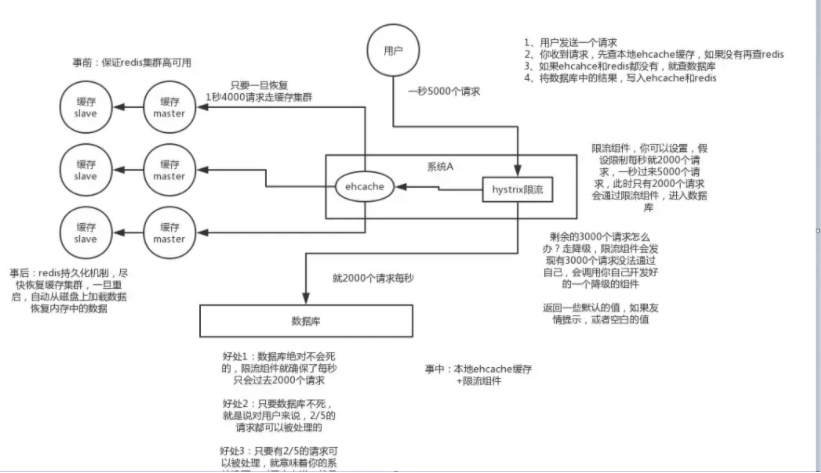 用户
1、用户发送一个请求
2、你收到请求，先查本地ehcache缓存，如果没有再查redis
3、如果ehcahce和redis都没有，就查数据库
4、将数据库中的结果，写入ehcache和redis
事前：保证redis集群高可用
只要一旦恢复
1秒4000请求走缓存集群
一秒5000个请求
缓存
slave
缓存
master
缓存
slave
缓存
master
缓存
slave
缓存
master
系统A
ehcache
hystrix限流
限流组件，你可以设置，假
设限制每秒就2000个请
求，一秒过来5000个请求
，此时只有2000个请求
会通过限流组件，进入数据
库
剩余的3000个请求怎么
办？走降级，限流组件会发
现有3000个请求没法通过
自己，会调用你自己开发好
的一个降级的组件
返回一些默认的值，如果友
情提示，或者空白的值
事后：redis持久化机制，尽
快恢复缓存集群，一旦重
启，自动从磁盘上加载数据
恢复内存中的数据
就2000个请求每秒
数据库
好处1：数据库绝对不会死
的，限流组件就确保了每秒
只会过去2000个请求
事中：本地ehcache缓存
+限流组件
好处2：只要数据库不死，
就是说对用户来说，2/5的
请求都可以被处理的
好处3：只要有2/5的请求可
以被处理，就意味着你的系